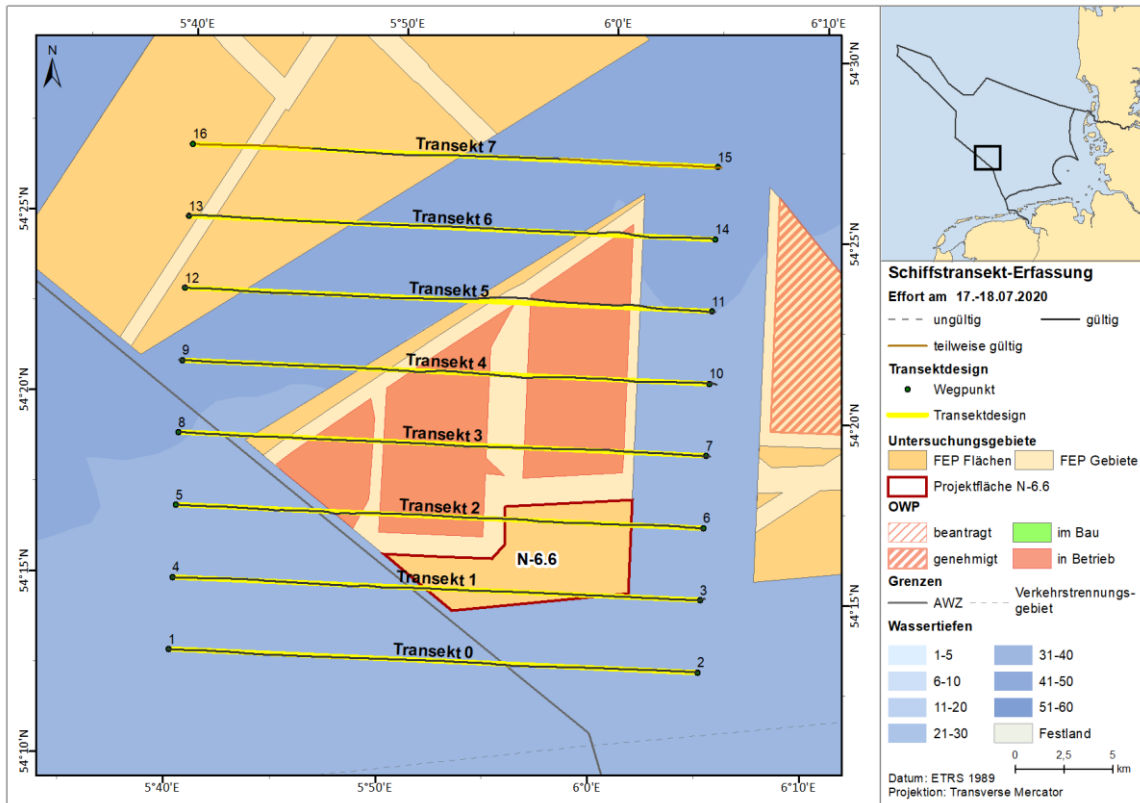 5°40'E
5°50'E
6°0'E
6°10'E
N
54°30'N
16
Transekt 7
15
54°25'N
13
Transekt 6
14
54°25'N
12
Transekt 5
11
9
Transekt 4
10
54°20'N
8
Transekt 3
7
54°20'N
5
Transekt 2
6
N-6.6
54°15'N
4
Transekt 1
3
54°15'N
1
Transekt 0
2
54°10'N
5°40'E
5°50'E
6°0'E
6°10'E
Schiffstransekt-Erfassung
Effort am 17.-18.07.2020
ungültig
gültig
teilweise gültig
Transektdesign
Wegpunkt
Transektdesign
Untersuchungsgebiete
FEP Flächen
FEP Gebiete
Projektfläche N-6.6
OWP
beantragt
im Bau
genehmigt
in Betrieb
Grenzen
AWZ
Verkehrstrennungs-
gebiet
Wassertiefen
1-5
31-40
6-10
41-50
11-20
51-60
21-30
Festland
0 2,5 5
km
Datum: ETRS 1989
Projektion: Transverse Mercator